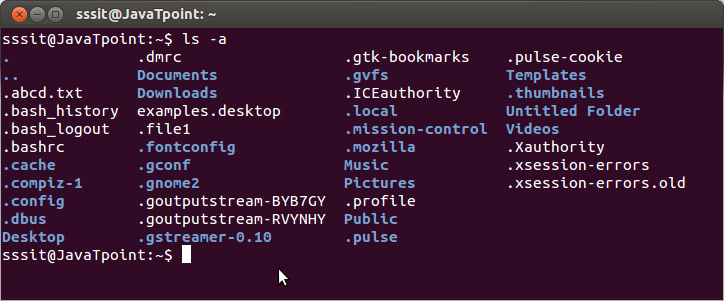 sssit@JavaTpoint: ~
sssit@JavaTpoint:~$ ls -a
. .dmrc .gtk-bookmarks .pulse-cookie
.. Documents .gvfs Templates
.abcd.txt Downloads .ICEauthority .thumbnails
.bash_history examples.desktop .local Untitled Folder
.bash_logout .file1 .mission-control Videos
.bashrc .fontconfig .mozilla .Xauthority
.cache .gconf Music .xsession-errors
.compiz-1 .gnome2 Pictures .xsession-errors.old
.config .goutputstream-BYB7GY .profile
.dbus .goutputstream-RVYNHY Public
Desktop .gstreamer-0.10 .pulse
sssit@JavaTpoint:~$